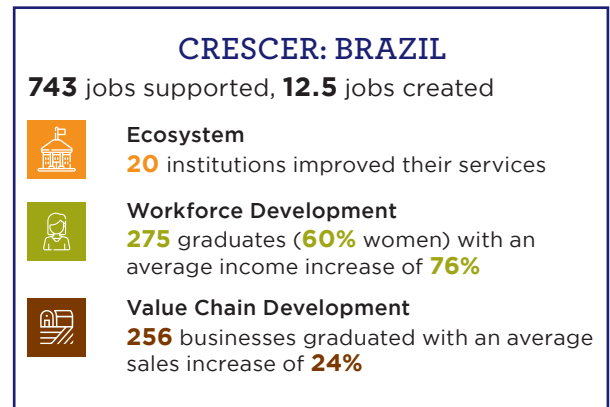 CRESCER: BRAZIL
743 jobs supported, 12.5 jobs created
Ecosystem
20 institutions improved their services
Workforce Development
275 graduates (60% women) with an
average income increase of 76%
Value Chain Development
256 businesses graduated with an average
sales increase of 24%